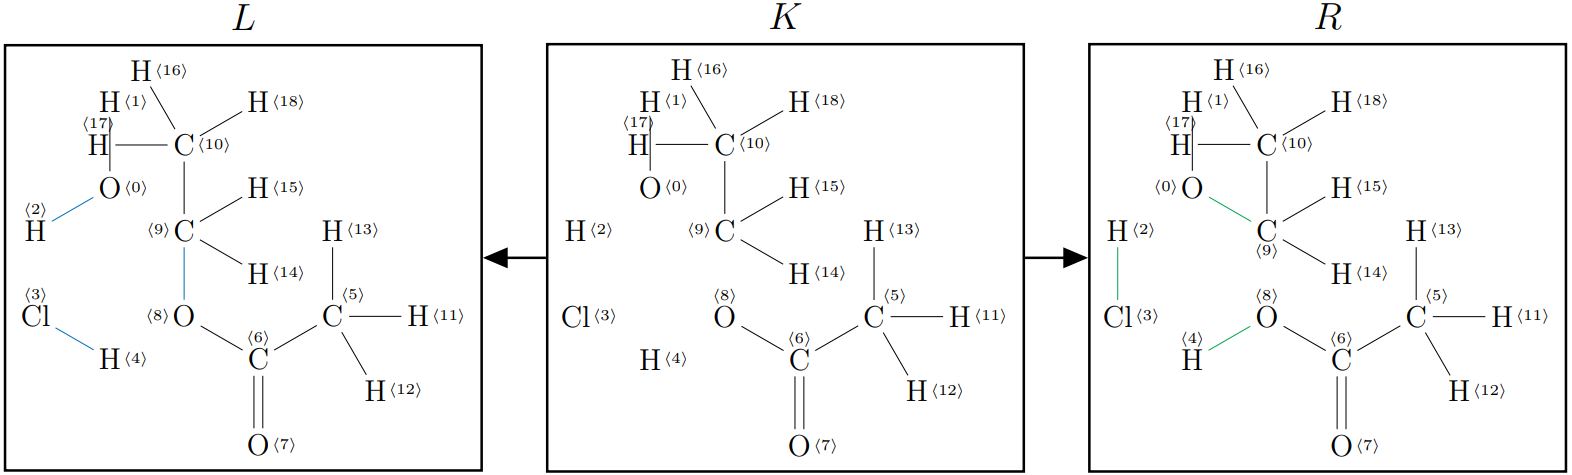 L
H⟨16⟩
H⟨1⟩
H⟨18⟩
⟨17⟩
H
C⟨10⟩
O⟨0⟩
H⟨15⟩
⟨2⟩
H
⟨9⟩C
H⟨13⟩
H⟨14⟩
⟨3⟩
Cl
⟨8⟩O
⟨5⟩
C
H⟨11⟩
⟨6⟩
C
H⟨4⟩
H⟨12⟩
O⟨7⟩
K
H⟨16⟩
H⟨1⟩
H⟨18⟩
⟨17⟩
H
C⟨10⟩
O⟨0⟩
H⟨15⟩
H⟨2⟩
⟨9⟩C
H⟨13⟩
H⟨14⟩
Cl⟨3⟩
⟨8⟩
O
⟨5⟩
C
H⟨11⟩
⟨6⟩
C
H⟨4⟩
H⟨12⟩
O⟨7⟩
R
H⟨16⟩
H⟨1⟩
H⟨18⟩
⟨17⟩
H
C⟨10⟩
⟨0⟩O
H⟨15⟩
H⟨2⟩
C
⟨9⟩
H⟨13⟩
H⟨14⟩
Cl⟨3⟩
⟨8⟩
O
⟨5⟩
C
H⟨11⟩
⟨4⟩
H
⟨6⟩
C
H⟨12⟩
O⟨7⟩